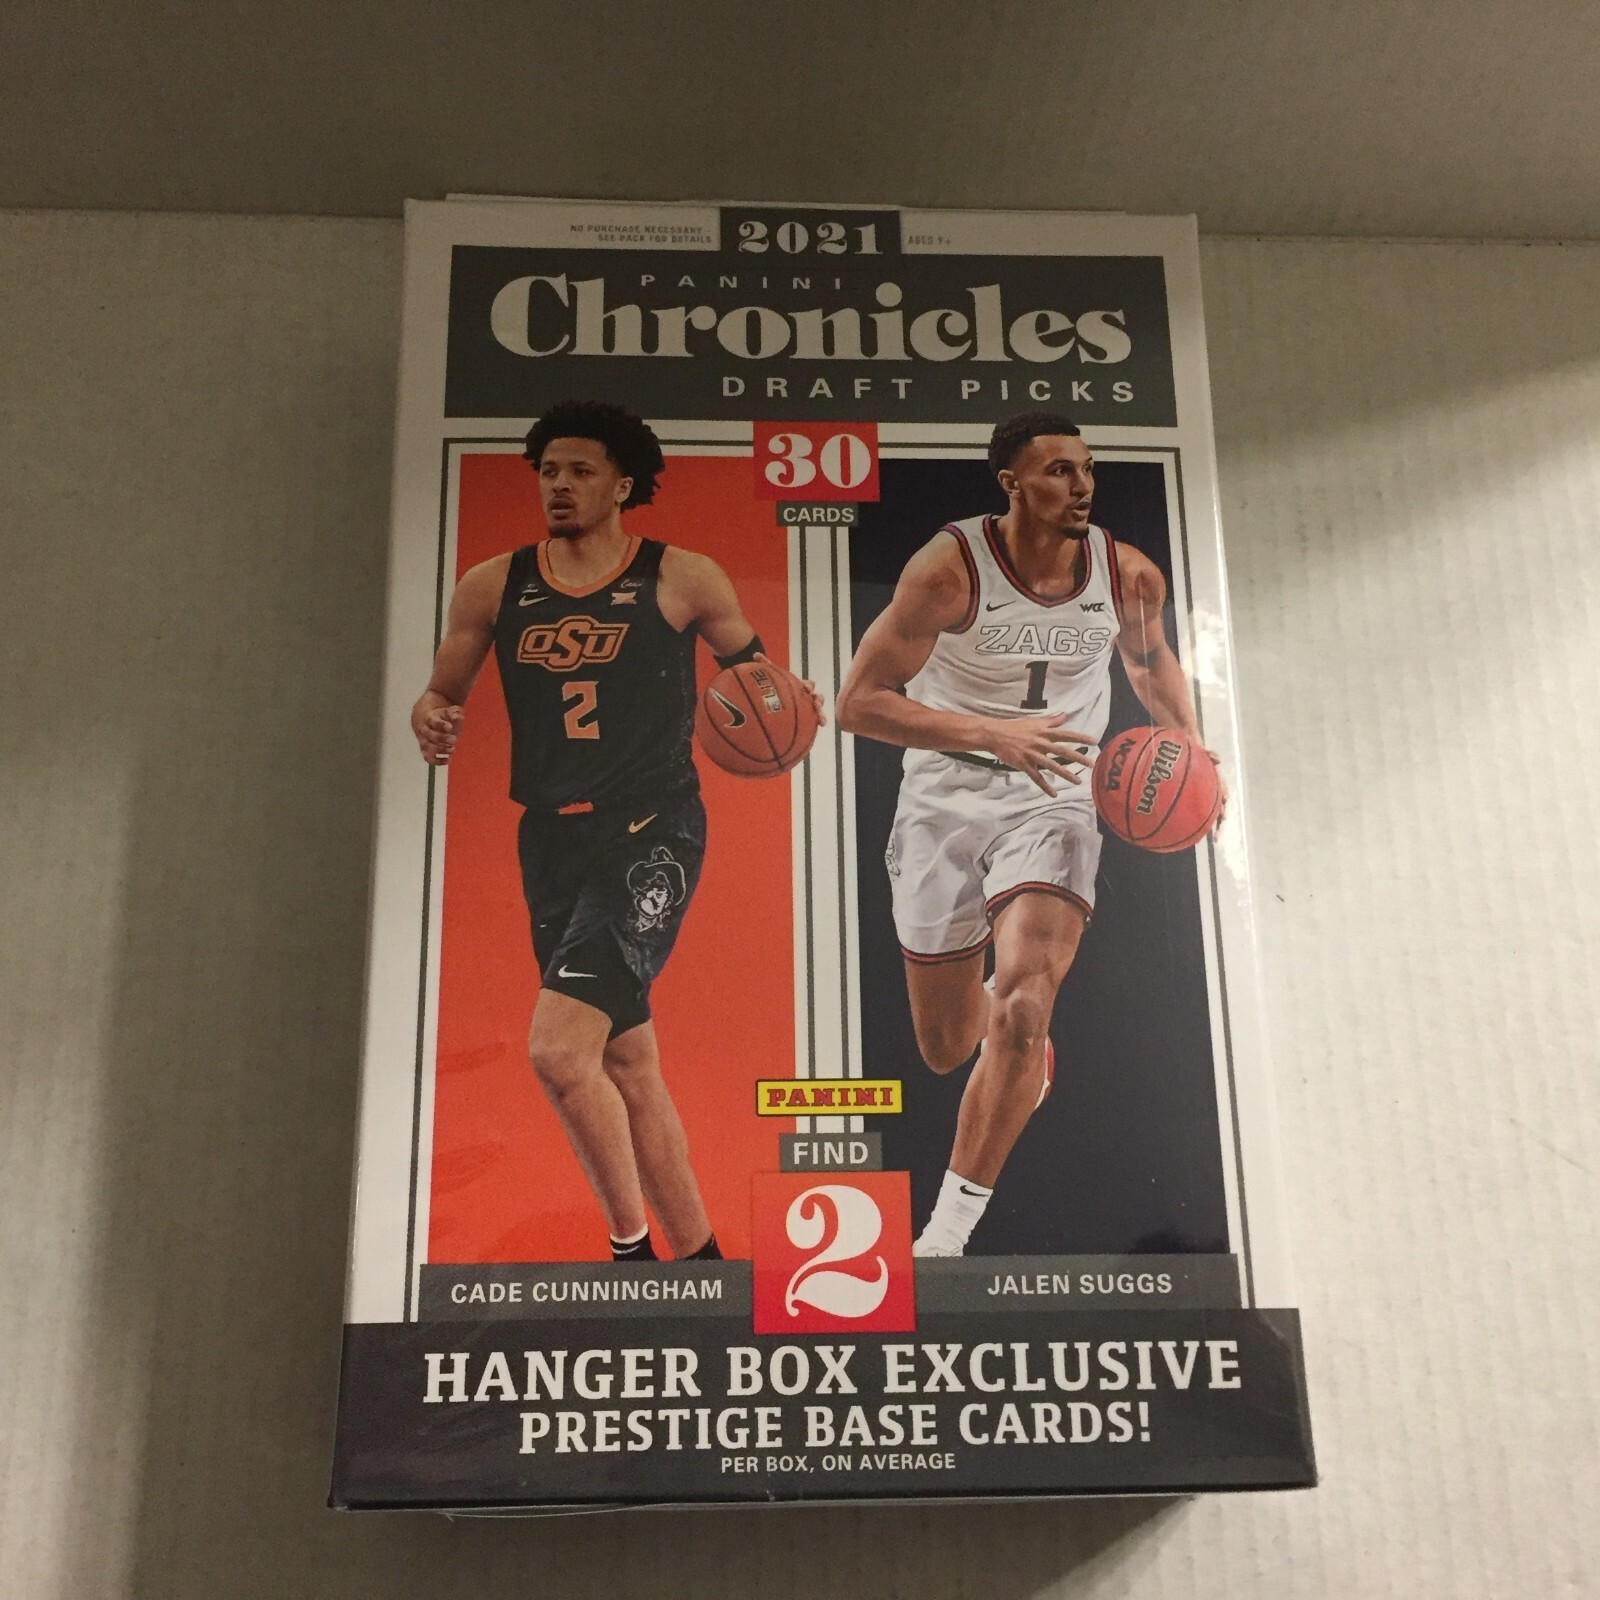 NO PURCHASE NECESSARY -
SEE PACK FOR DETAILS
2021
AGES 9+
PANINI
Chronicles
DRAFT PICKS
30
CARDS
OSU
2
ELITE
WCC
ZAGS
1
Wilson
NCAA
PANINI
FIND
2
CADE CUNNINGHAM
JALEN SUGGS
HANGER BOX EXCLUSIVE
PRESTIGE BASE CARDS!
PER BOX, ON AVERAGE